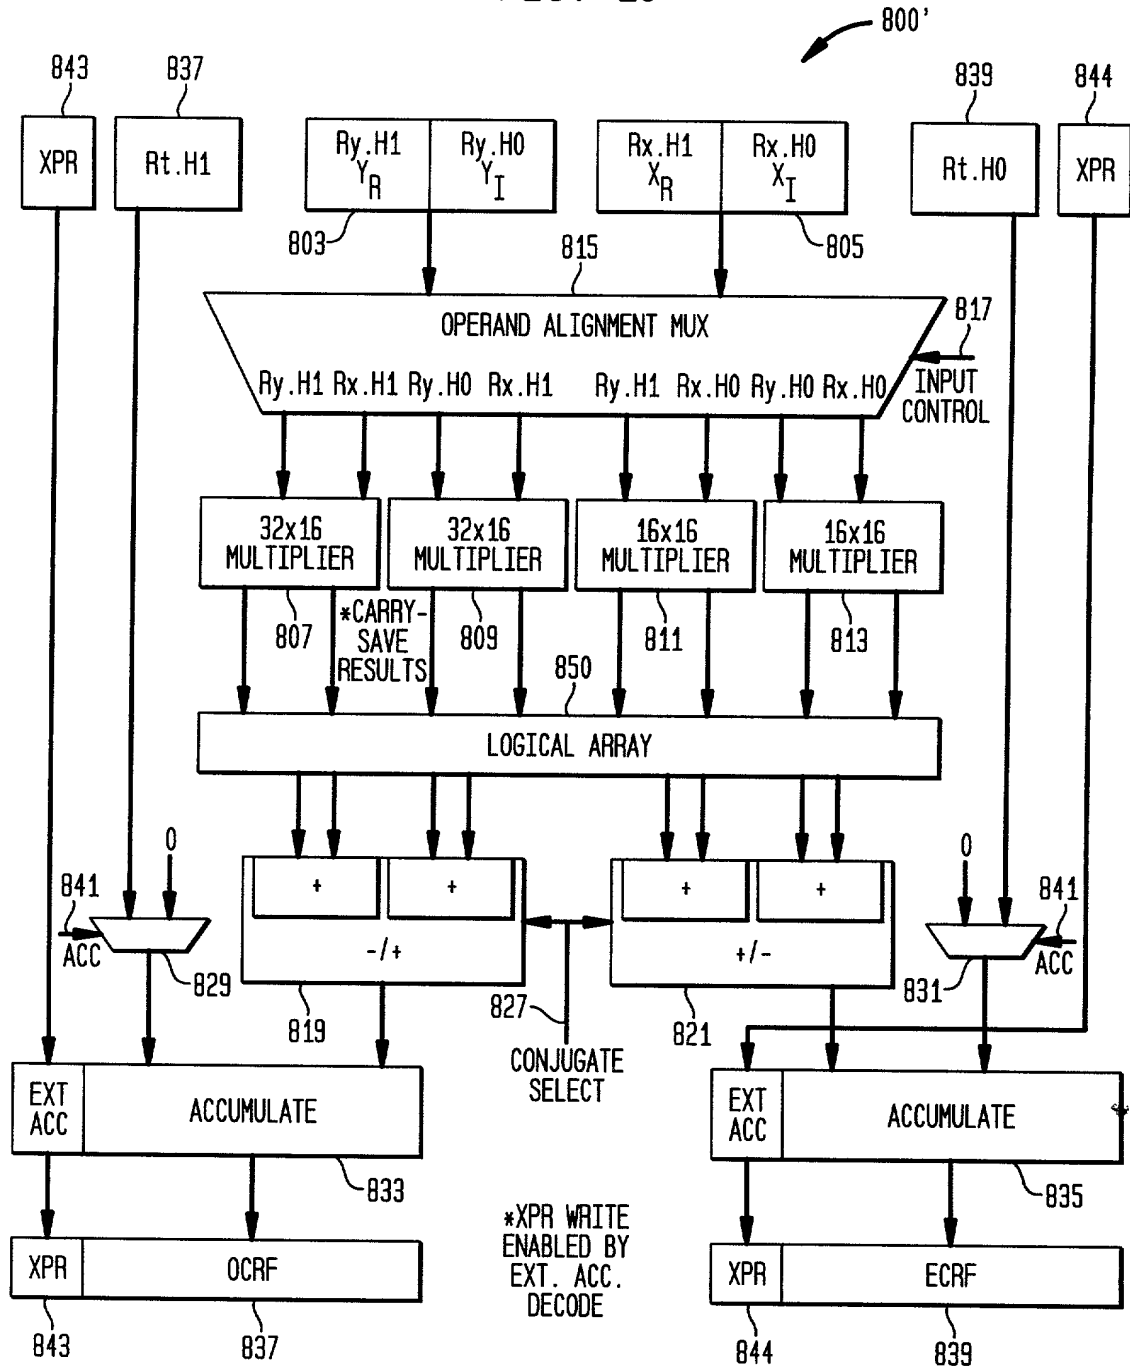 800'
843
837
839
844
XPR
Rt.H1
Ry.H1
YR
Ry.H0
YI
Rx.H1
XR
Rx.H0
XI
Rt.H0
XPR
803
815
805
OPERAND ALIGNMENT MUX
817
INPUT
CONTROL
Ry.H1 Rx.H1 Ry.H0 Rx.H1 Ry.H1 Rx.H0 Ry.H0 Rx.H0
32x16
MULTIPLIER
32x16
MULTIPLIER
16x16
MULTIPLIER
16x16
MULTIPLIER
807
*CARRY-
SAVE
RESULTS
809
811
813
850
LOGICAL ARRAY
0
0
841
ACC
829
+ +
-/+
+ +
+/-
841
ACC
831
819
827
821
CONJUGATE
SELECT
EXT
ACC
ACCUMULATE
EXT
ACC
ACCUMULATE
833
835
*XPR WRITE
ENABLED BY
EXT. ACC.
DECODE
XPR
OCRF
XPR
ECRF
843
837
844
839